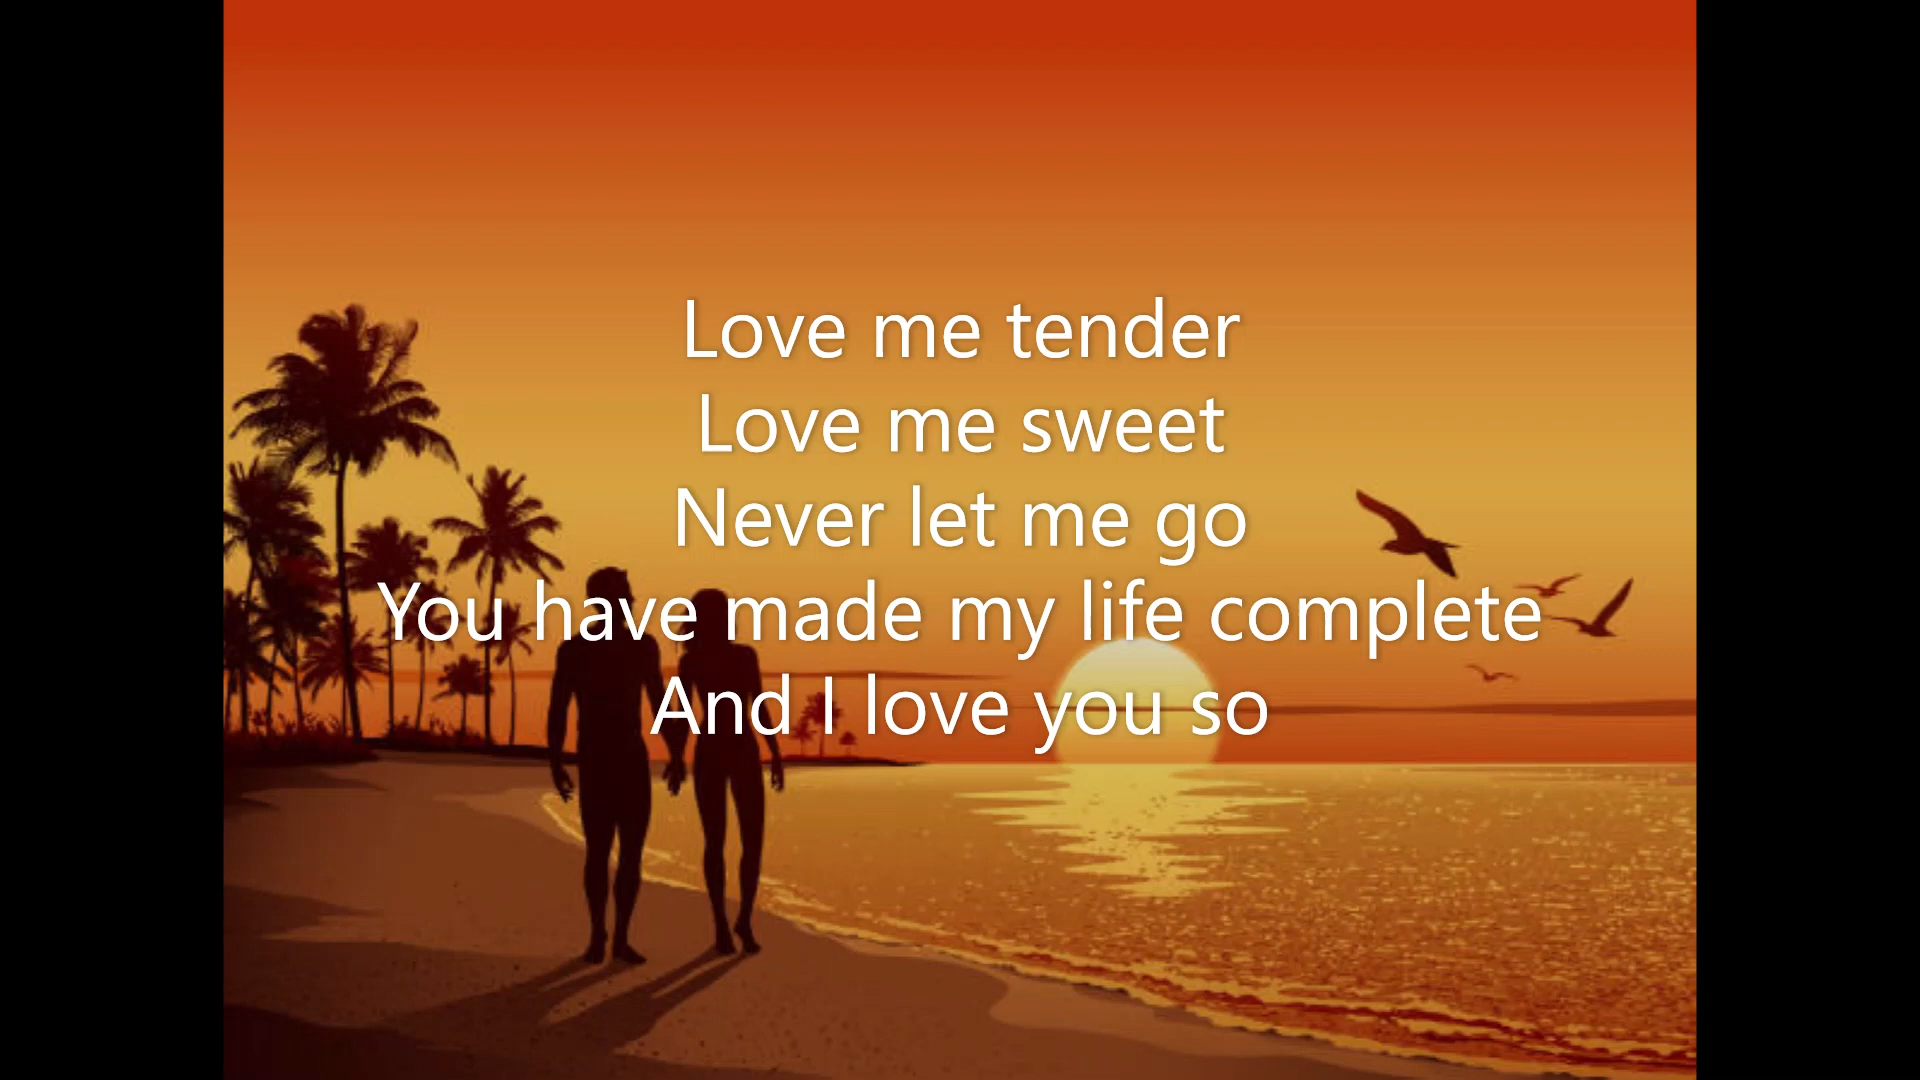 Love me tender
Love me sweet
Never let me go
You have made my life complete
And I love you so